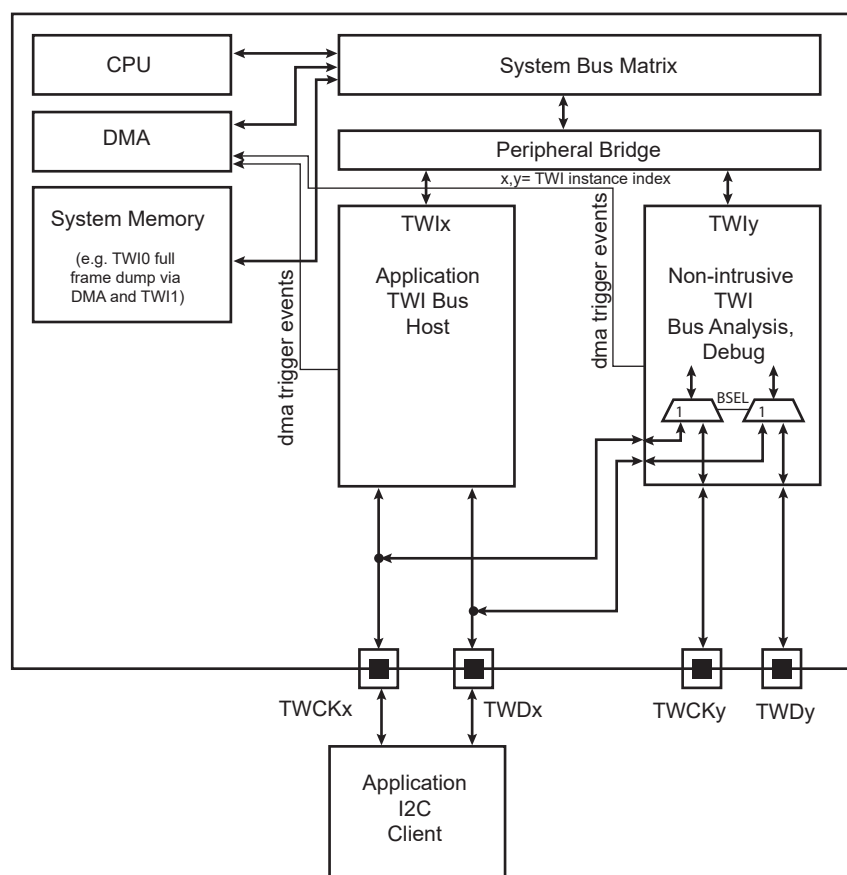 CPU
System Bus Matrix
DMA
Peripheral Bridge
x,y= TWI instance index
System Memory
(e.g. TWI0 full
frame dump via
DMA and TWI1)
dma trigger events
TWIx
Application
TWI Bus
Host
dma trigger events
TWIy
Non-intrusive
TWI
Bus Analysis,
Debug
BSEL
1
1
TWCKx
TWDx
TWCKy
TWDy
Application
I2C
Client